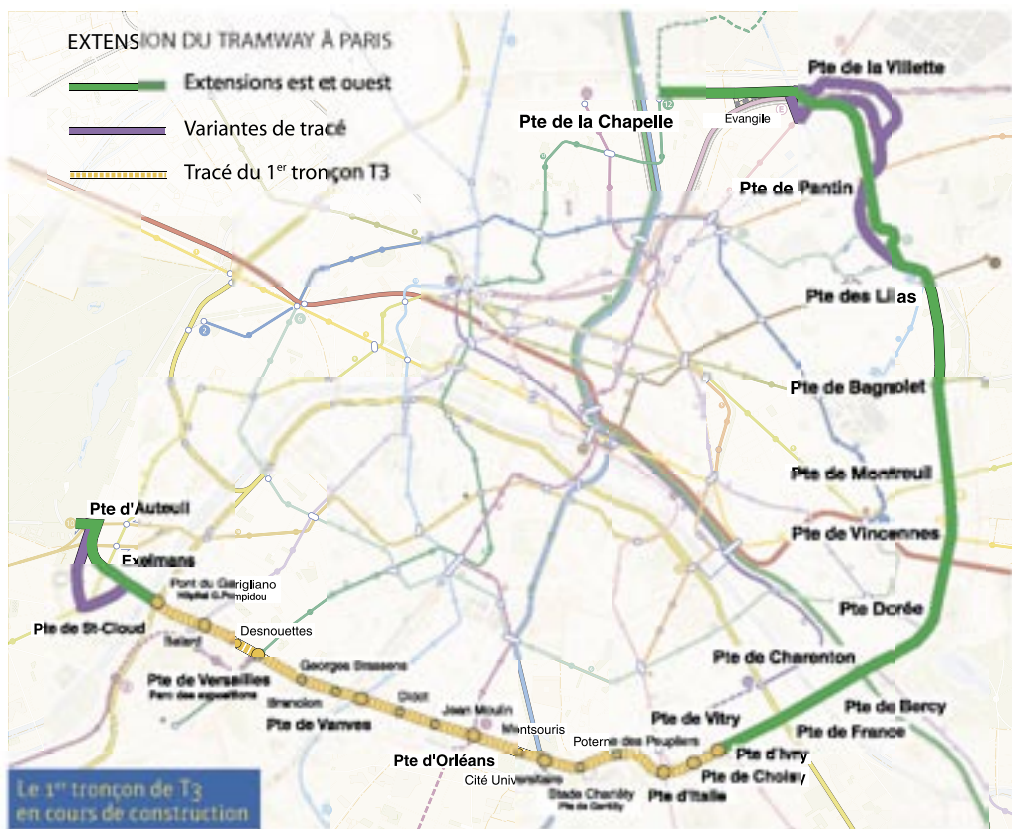 EXTENSION DU TRAMWAY À PARIS
Extensions est et ouest
Variantes de tracé
Tracé du 1er tronçon T3
Pte de la Villette
Pte de la Chapelle
Evangile
Pte de Pantin
Pte des Lilas
Pte de Bagnolet
Pte de Montreuil
Pte de Vincennes
Pte Dorée
Pte de Charenton
Pte de Bercy
Pte de France
Pte de Vitry
Pte d'Ivry
Pte de Choisy
Pte d'Italie
Poterne des Peupliers
Stade Charléty
Pte de Gentilly
Cité Universitaire
Montsouris
Pte d'Orléans
Jean Moulin
Didot
Pte de Vanves
Brancion
Georges Brassens
Pte de Versailles
Parc des expositions
Desnouettes
Balard
Pont du Garigliano
Hôpital G.Pompidou
Pte de St-Cloud
Exelmans
Pte d'Auteuil
Le 1er tronçon de T3
en cours de construction